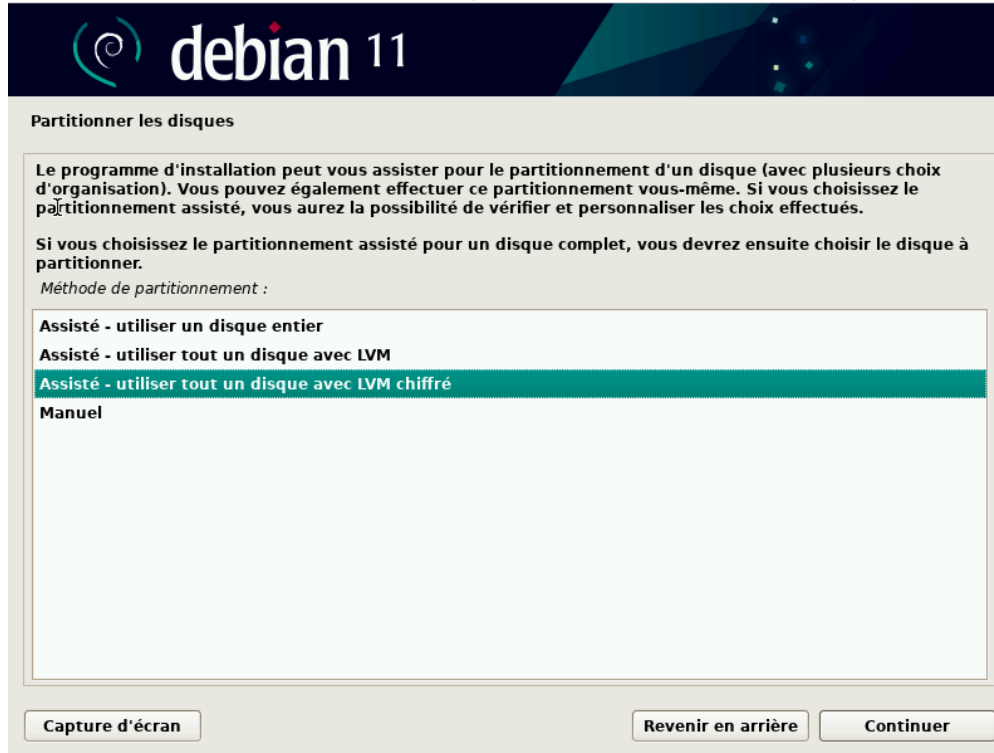 debian 11
Partitionner les disques
Le programme d'installation peut vous assister pour le partitionnement d'un disque (avec plusieurs choix
d'organisation). Vous pouvez également effectuer ce partitionnement vous-même. Si vous choisissez le
partitionnement assisté, vous aurez la possibilité de vérifier et personnaliser les choix effectués.
Si vous choisissez le partitionnement assisté pour un disque complet, vous devrez ensuite choisir le disque à
partitionner.
Méthode de partitionnement :
Assisté - utiliser un disque entier
Assisté - utiliser tout un disque avec LVM
Assisté - utiliser tout un disque avec LVM chiffré
Manuel
Capture d'écran
Revenir en arrière
Continuer